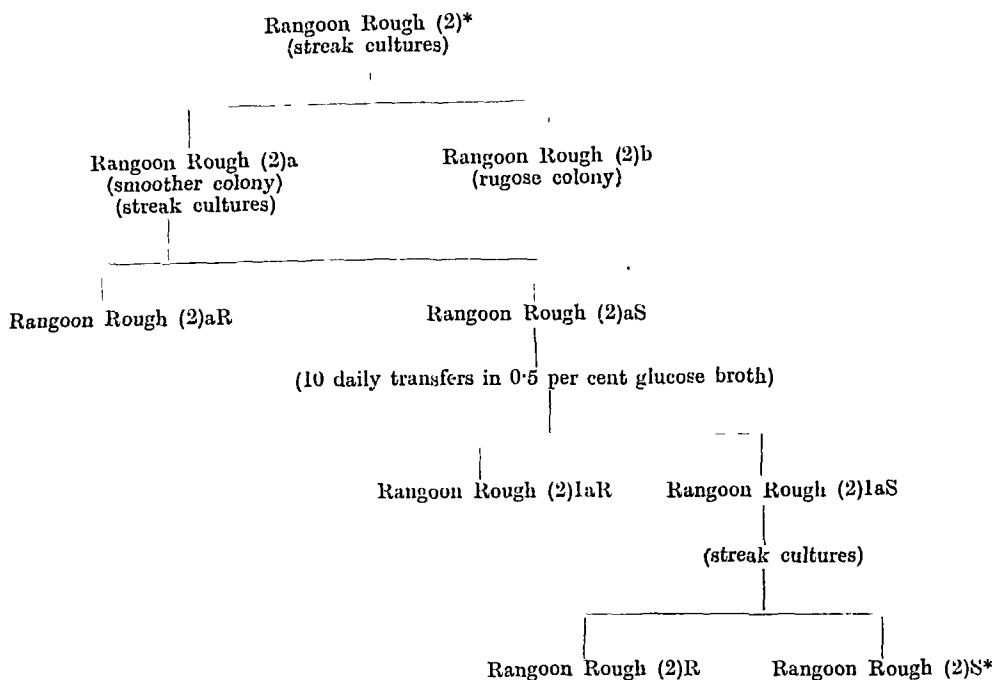 Rangoon Rough (2)*
(streak cultures)
Rangoon Rough (2)a
(smoother colony)
(streak cultures)
Rangoon Rough (2)b
(rugose colony)
Rangoon Rough (2)aR
Rangoon Rough (2)aS
(10 daily transfers in 0·5 per cent glucose broth)
Rangoon Rough (2)IaR
Rangoon Rough (2)1aS
(streak cultures)
Rangoon Rough (2)R
Rangoon Rough (2)S*